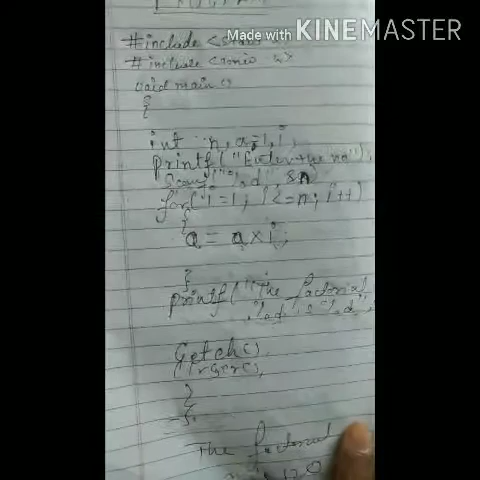 Made with KINEMASTER
#include <stdio.h>
#include <conio.h>
void main()
{
int n, a=1, i;
printf("Enter the no");
scanf("%d", &n)
for(i=1; i<=n; i++)
{
a = a×i;
}
printf("The factorial
%d is %d",
Getch();
}
The factorial